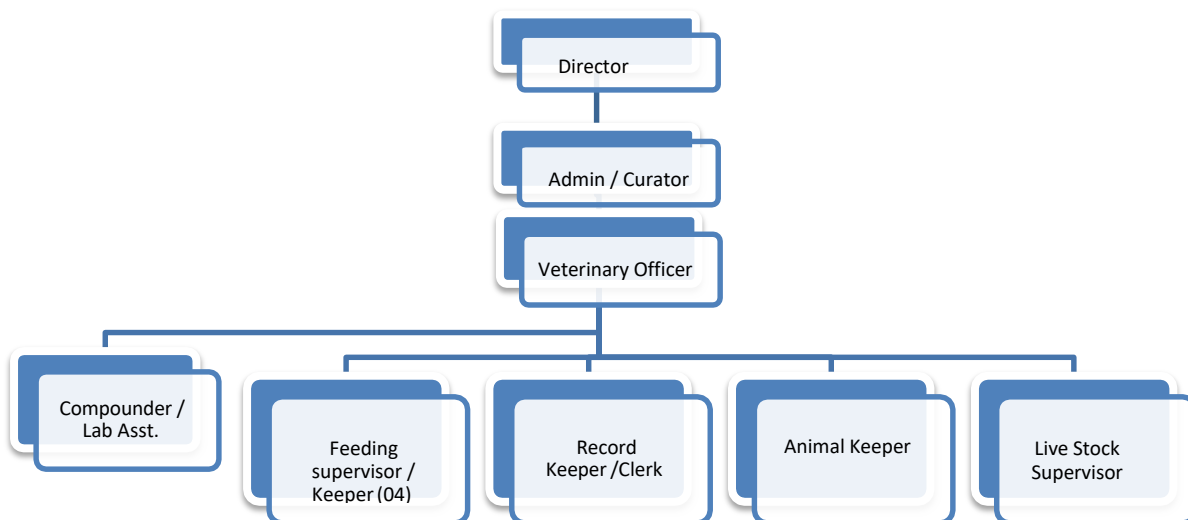 Director
Admin / Curator
Veterinary Officer
Compounder /
Lab Asst.
Feeding
supervisor /
Keeper (04)
Record
Keeper /Clerk
Animal Keeper
Live Stock
Supervisor